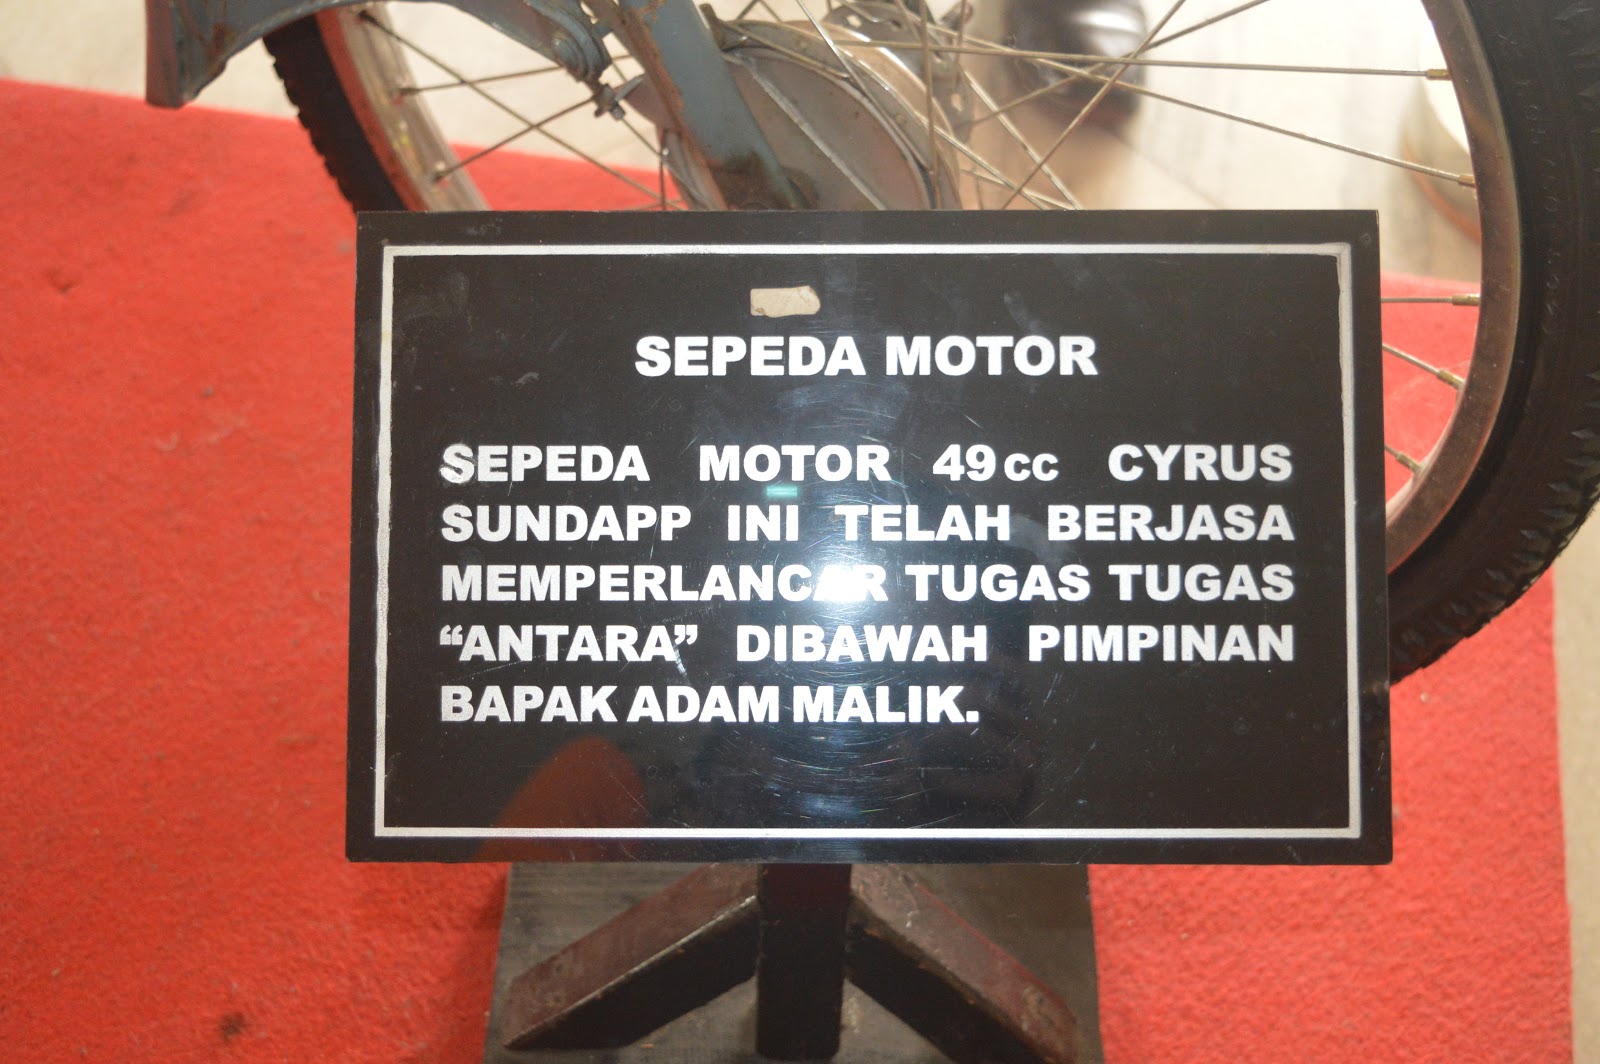 SEPEDA MOTOR
SEPEDA MOTOR 49cc CYRUS
SUNDAPP INI TELAH BERJASA
MEMPERLANCAR TUGAS TUGAS
“ANTARA” DIBAWAH PIMPINAN
BAPAK ADAM MALIK.